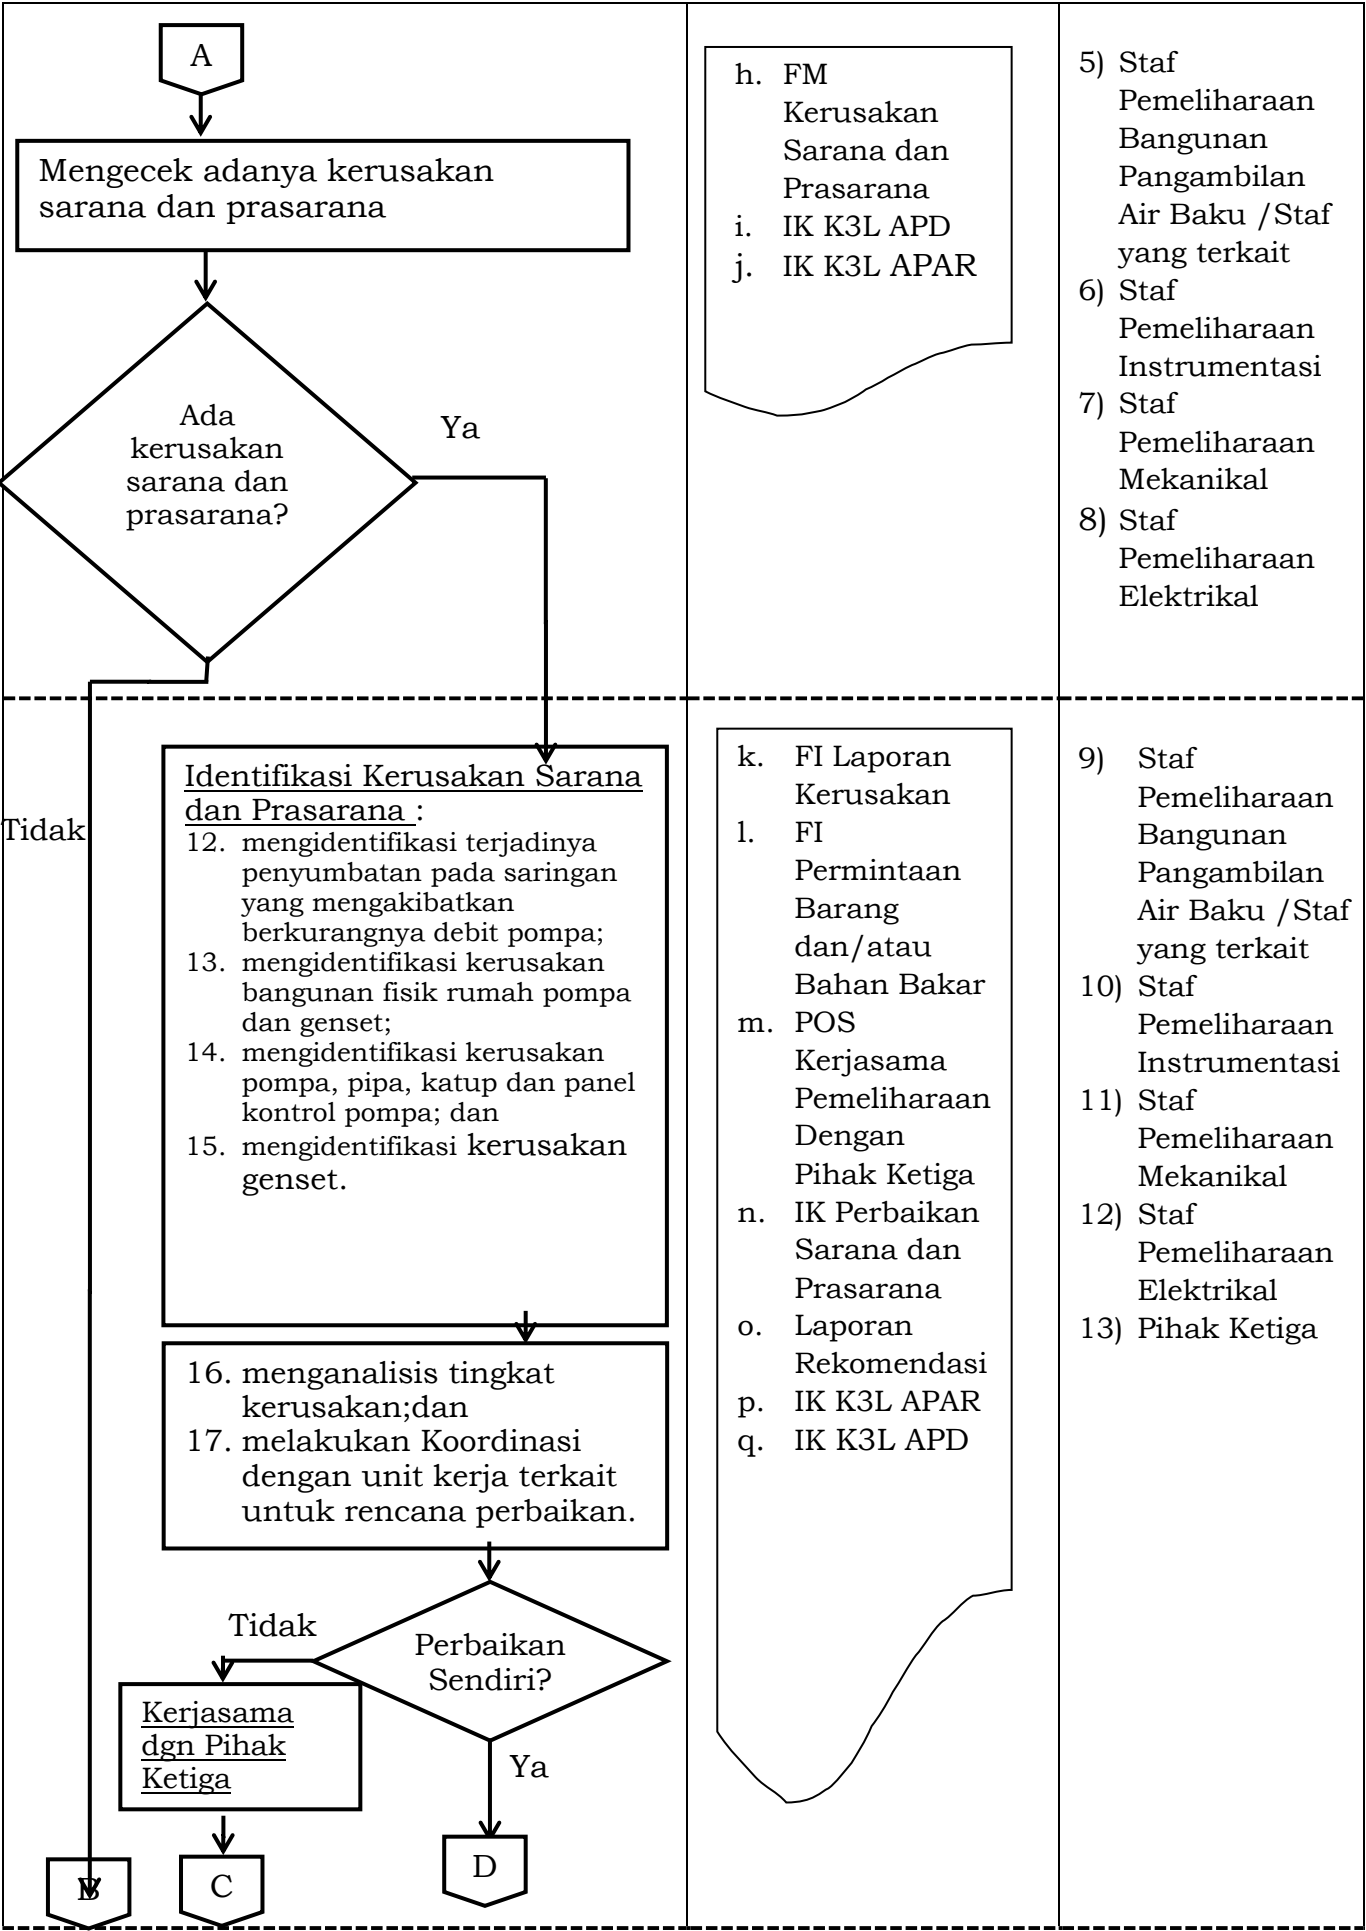 A
Mengecek adanya kerusakan
sarana dan prasarana
Ada
kerusakan
sarana dan
prasarana?
Ya
h. FM
Kerusakan
Sarana dan
Prasarana
i. IK K3L APD
j. IK K3L APAR
5) Staf
Pemeliharaan
Bangunan
Pangambilan
Air Baku /Staf
yang terkait
6) Staf
Pemeliharaan
Instrumentasi
7) Staf
Pemeliharaan
Mekanikal
8) Staf
Pemeliharaan
Elektrikal
Tidak
Identifikasi Kerusakan Sarana
dan Prasarana :
12. mengidentifikasi terjadinya
penyumbatan pada saringan
yang mengakibatkan
berkurangnya debit pompa;
13. mengidentifikasi kerusakan
bangunan fisik rumah pompa
dan genset;
14. mengidentifikasi kerusakan
pompa, pipa, katup dan panel
kontrol pompa; dan
15. mengidentifikasi kerusakan
genset.
16. menganalisis tingkat
kerusakan;dan
17. melakukan Koordinasi
dengan unit kerja terkait
untuk rencana perbaikan.
Perbaikan
Sendiri?
Tidak
Kerjasama
dgn Pihak
Ketiga
Ya
B
C
D
k. FI Laporan
Kerusakan
l. FI
Permintaan
Barang
dan/atau
Bahan Bakar
m. POS
Kerjasama
Pemeliharaan
Dengan
Pihak Ketiga
n. IK Perbaikan
Sarana dan
Prasarana
o. Laporan
Rekomendasi
p. IK K3L APAR
q. IK K3L APD
9) Staf
Pemeliharaan
Bangunan
Pangambilan
Air Baku /Staf
yang terkait
10) Staf
Pemeliharaan
Instrumentasi
11) Staf
Pemeliharaan
Mekanikal
12) Staf
Pemeliharaan
Elektrikal
13) Pihak Ketiga